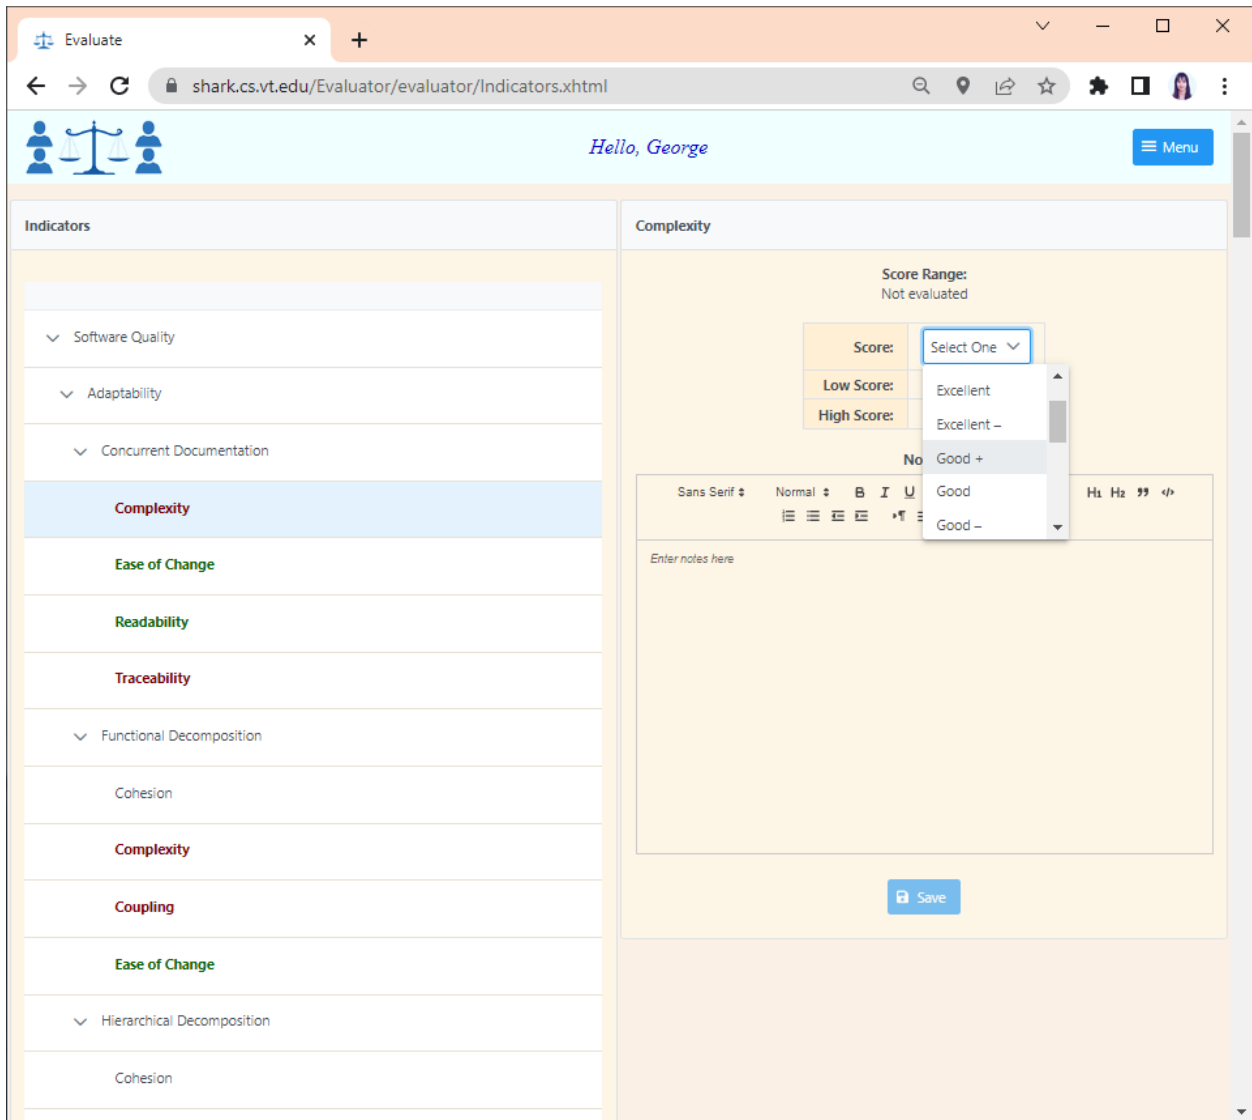 Evaluate
shark.cs.vt.edu/Evaluator/evaluator/Indicators.xhtml
Hello, George
Menu
Indicators
Software Quality
Adaptability
Concurrent Documentation
Complexity
Ease of Change
Readability
Traceability
Functional Decomposition
Cohesion
Complexity
Coupling
Ease of Change
Hierarchical Decomposition
Cohesion
Complexity
Score Range:
Not evaluated
Score: Select One
Low Score:
High Score:
Excellent
Excellent –
Good +
Good
Good –
No
Sans Serif Normal B I U H1 H2
Enter notes here
Save